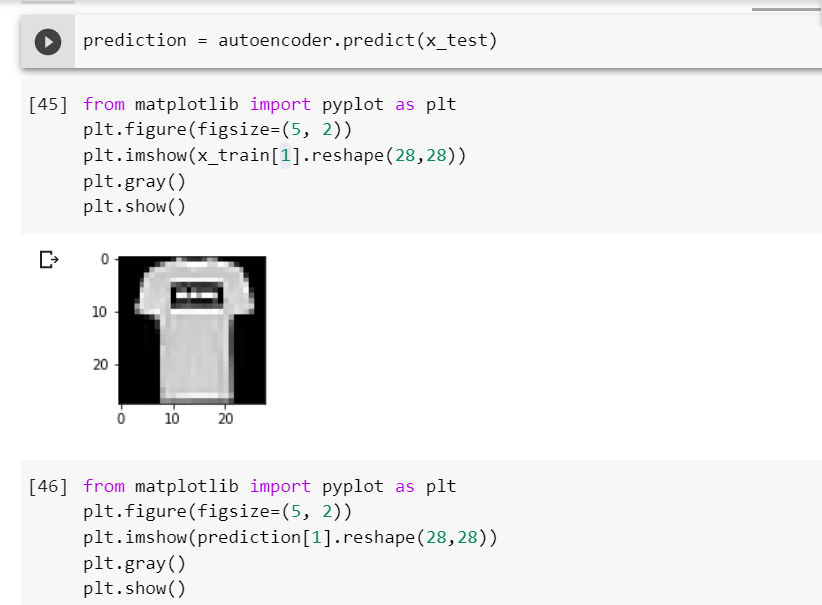 prediction = autoencoder.predict(x_test)
[45] from matplotlib import pyplot as plt
plt.figure(figsize=(5, 2))
plt.imshow(x_train[1].reshape(28,28))
plt.gray()
plt.show()
0
10
20
0 10 20
[46] from matplotlib import pyplot as plt
plt.figure(figsize=(5, 2))
plt.imshow(prediction[1].reshape(28,28))
plt.gray()
plt.show()